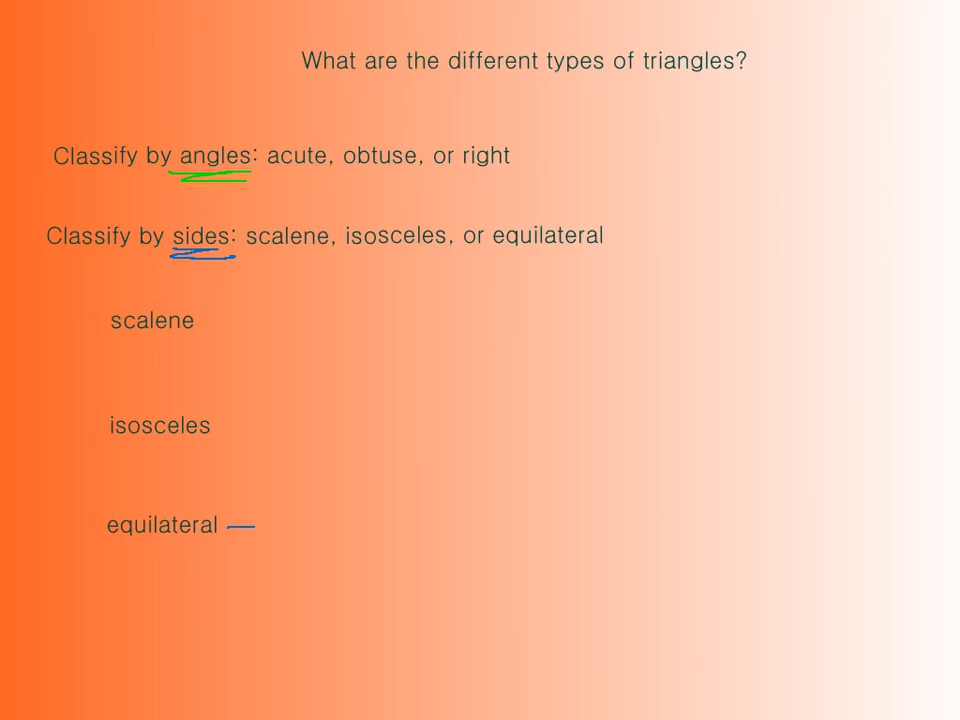 What are the different types of triangles?
Classify by angles: acute, obtuse, or right
Classify by sides: scalene, isosceles, or equilateral
scalene
isosceles
equilateral —